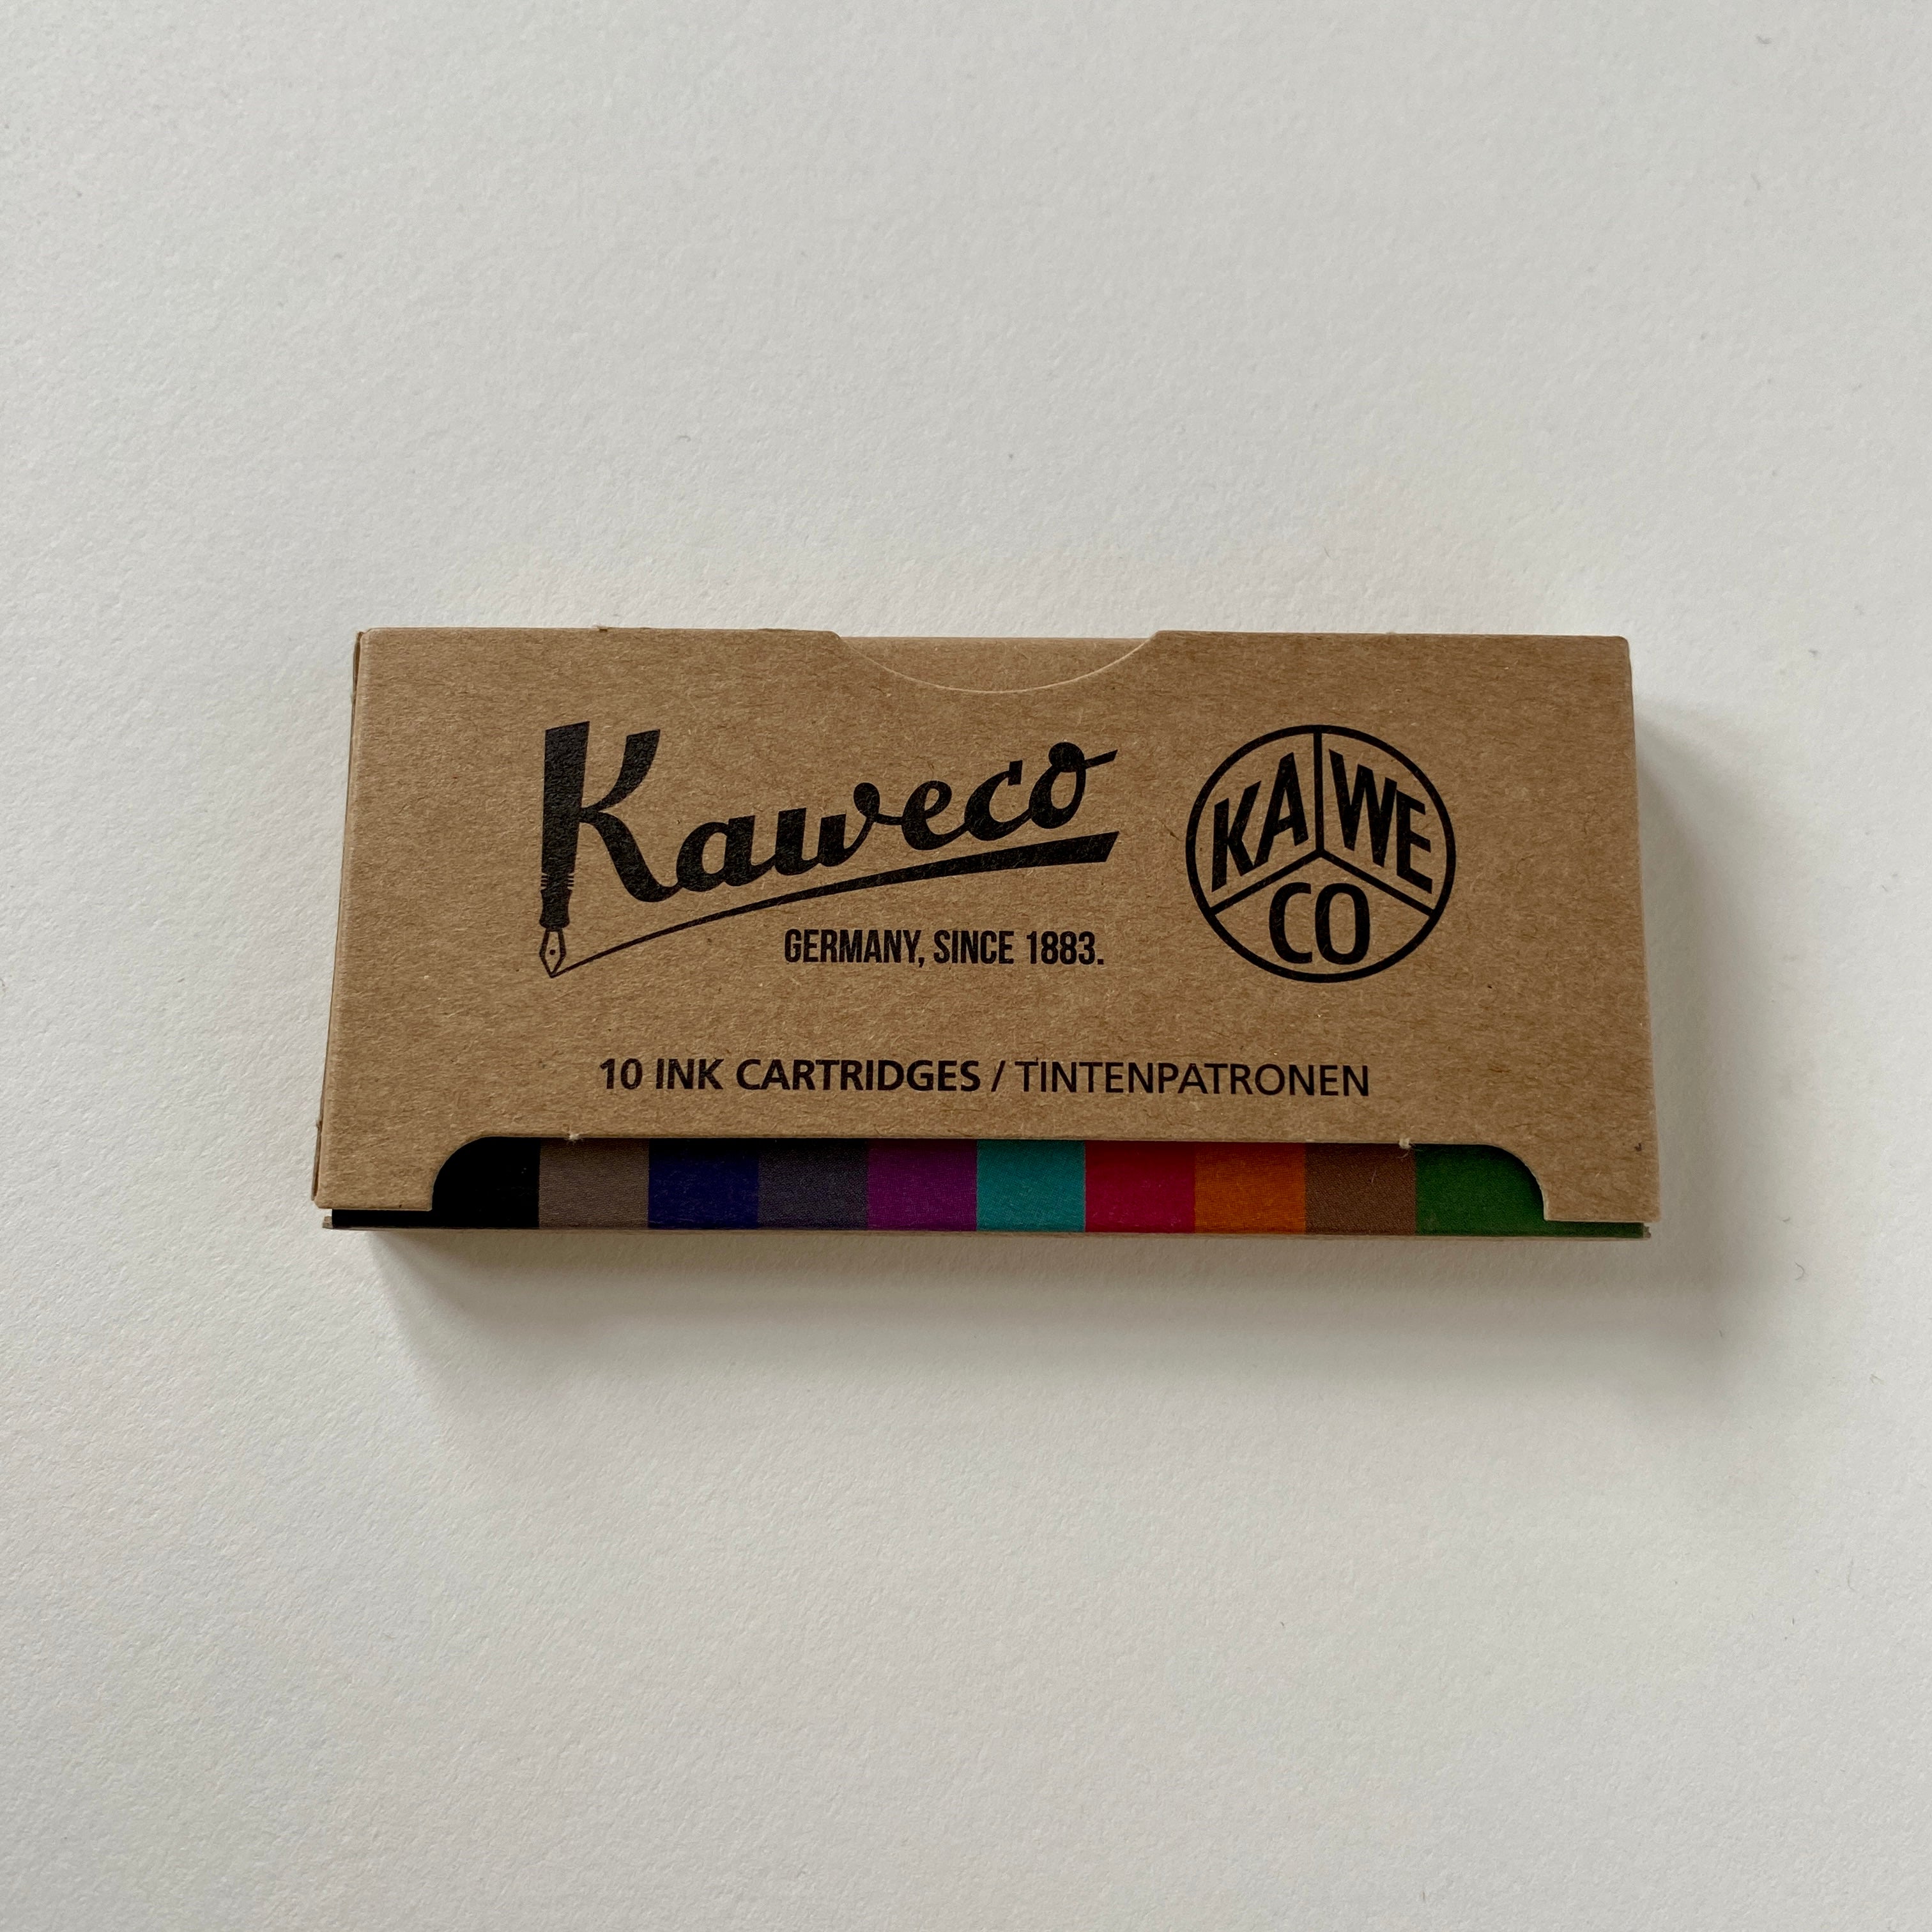 Kaweco
GERMANY, SINCE 1883.
KA WE
CO
10 INK CARTRIDGES / TINTENPATRONEN